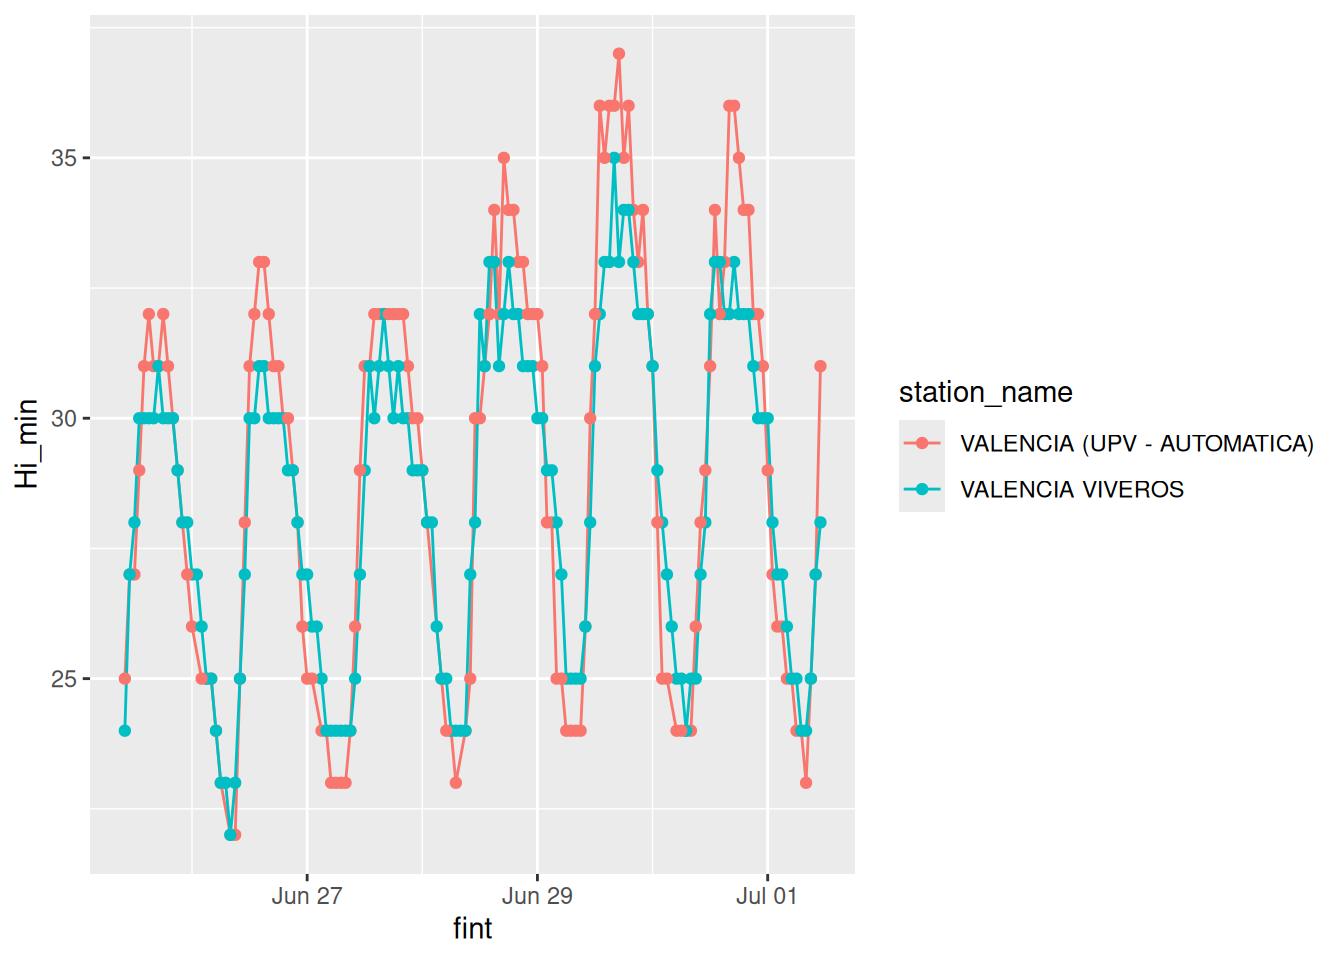 35
30
25
Hi_min
Jun 27
Jun 29
Jul 01
fint
station_name
VALENCIA (UPV - AUTOMATICA)
VALENCIA VIVEROS